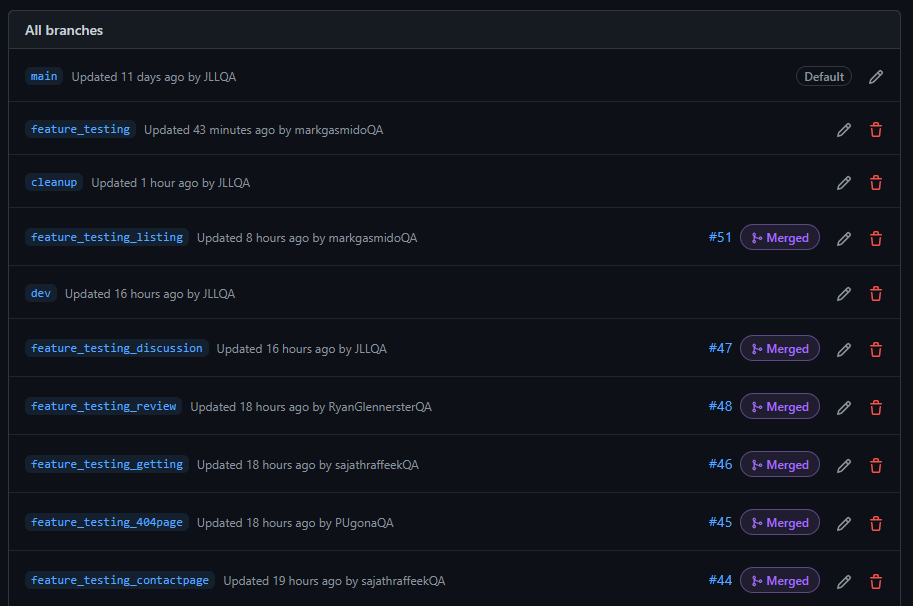 All branches
main Updated 11 days ago by JLLQA Default
feature_testing Updated 43 minutes ago by markgasmidoQA
cleanup Updated 1 hour ago by JLLQA
feature_testing_listing Updated 8 hours ago by markgasmidoQA #51 Merged
dev Updated 16 hours ago by JLLQA
feature_testing_discussion Updated 16 hours ago by JLLQA #47 Merged
feature_testing_review Updated 18 hours ago by RyanGlennersterQA #48 Merged
feature_testing_getting Updated 18 hours ago by sajathraffeekQA #46 Merged
feature_testing_404page Updated 18 hours ago by PUgonaQA #45 Merged
feature_testing_contactpage Updated 19 hours ago by sajathraffeekQA #44 Merged